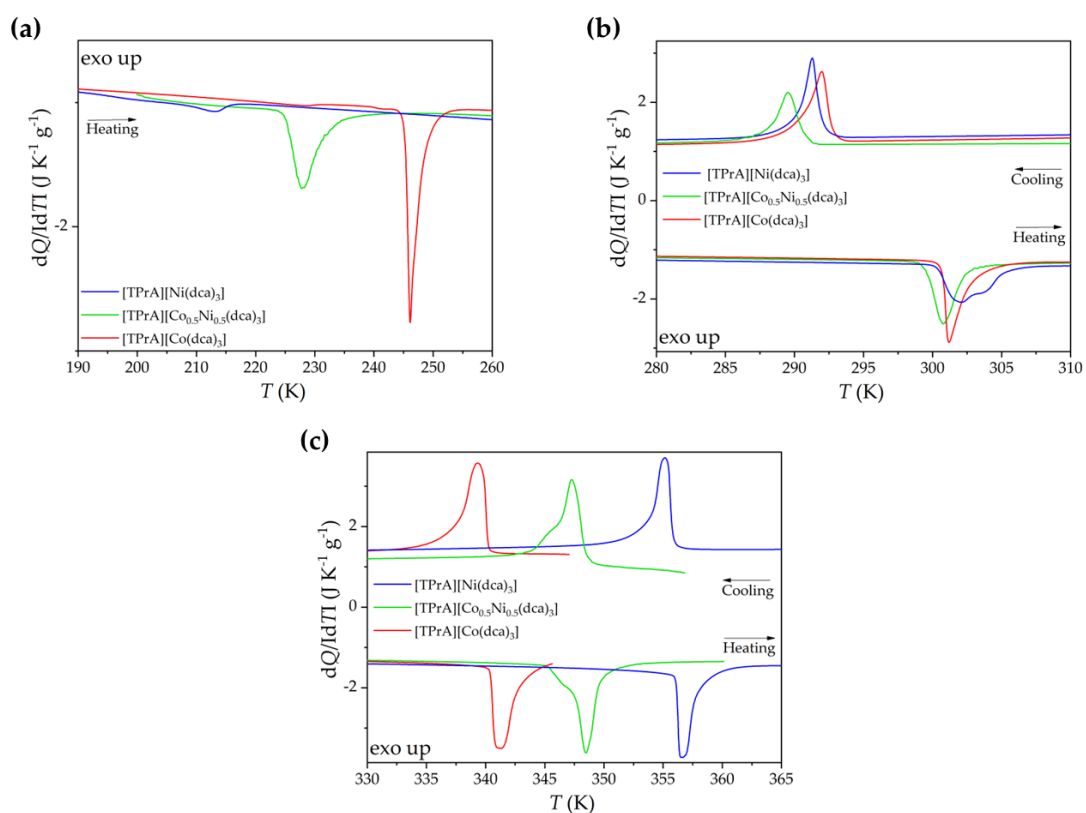 (a)
exo up
Heating
dQ/IdTI (J K⁻¹ g⁻¹)
-2
[TPrA][Ni(dca)₃]
[TPrA][Co₀.₅Ni₀.₅(dca)₃]
[TPrA][Co(dca)₃]
190 200 210 220 230 240 250 260
T (K)
(b)
dQ/IdTI (J K⁻¹ g⁻¹)
2
0
-2
[TPrA][Ni(dca)₃]
[TPrA][Co₀.₅Ni₀.₅(dca)₃]
[TPrA][Co(dca)₃]
Cooling
Heating
exo up
280 285 290 295 300 305 310
T (K)
(c)
dQ/IdTI (J K⁻¹ g⁻¹)
2
0
-2
[TPrA][Ni(dca)₃]
[TPrA][Co₀.₅Ni₀.₅(dca)₃]
[TPrA][Co(dca)₃]
Cooling
Heating
exo up
330 335 340 345 350 355 360 365
T (K)